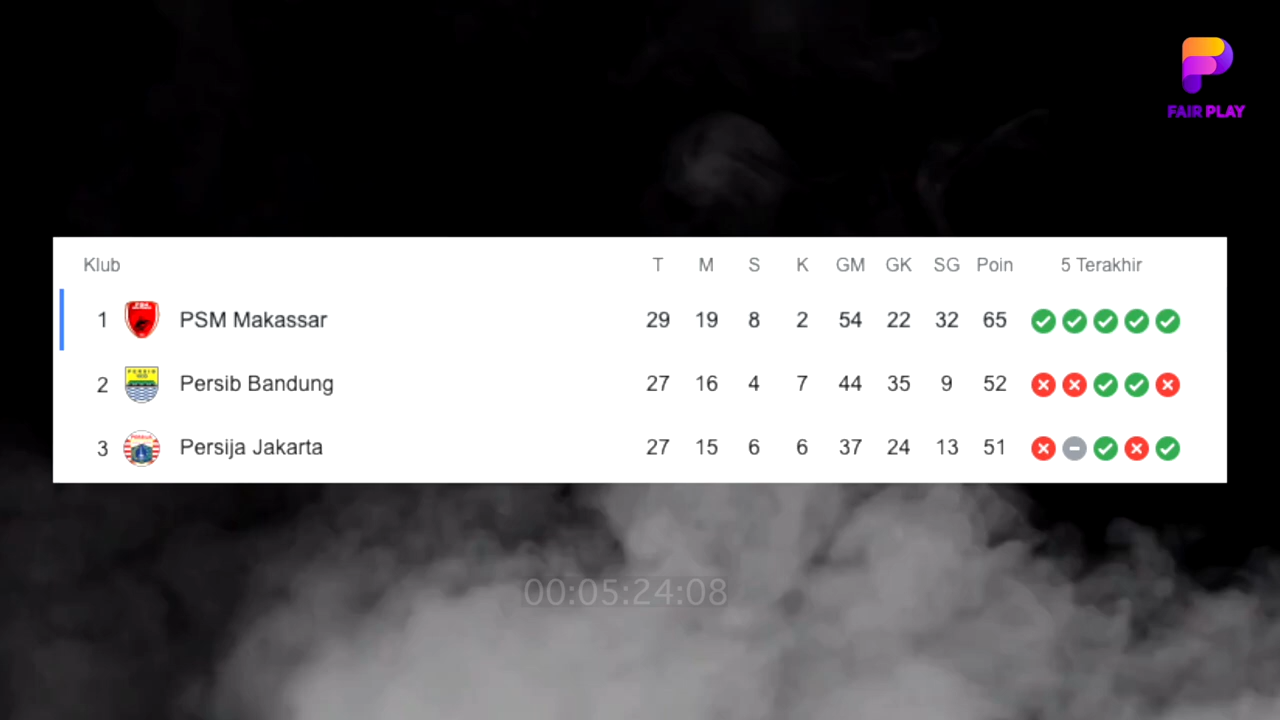 FAIR PLAY
Klub T M S K GM GK SG Poin 5 Terakhir
1 PSM Makassar 29 19 8 2 54 22 32 65
2 Persib Bandung 27 16 4 7 44 35 9 52
3 Persija Jakarta 27 15 6 6 37 24 13 51
00:05:24:08